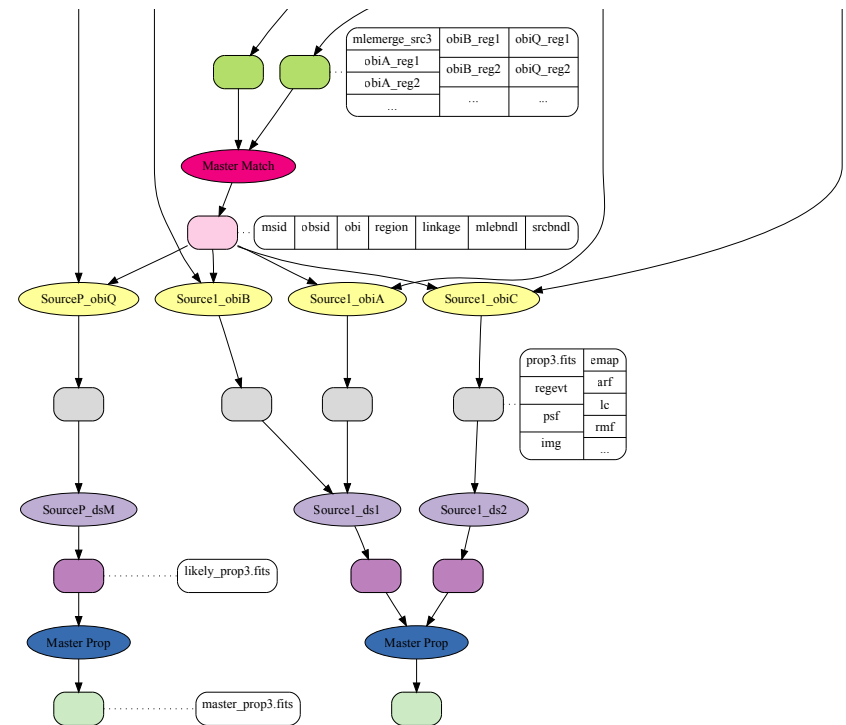 mlemerge_src3 obiB_reg1 obiQ_reg1
obiA_reg1
obiB_reg2 obiQ_reg2
obiA_reg2
... ... ...
Master Match
msid obsid obi region linkage mlebndl srcbndl
SourceP_obiQ Source1_obiB Source1_obiA Source1_obiC
prop3.fits emap
regevt arf
psf lc
rmf
img ...
SourceP_dsM Source1_ds1 Source1_ds2
likely_prop3.fits
Master Prop Master Prop
master_prop3.fits